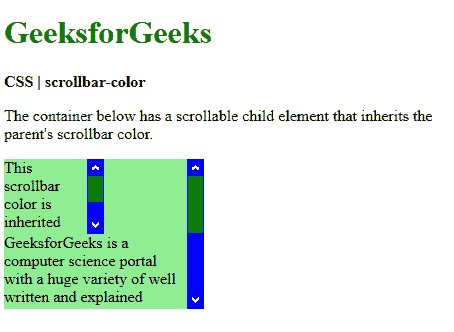 GeeksforGeeks
CSS | scrollbar-color
The container below has a scrollable child element that inherits the
parent's scrollbar color.
This
scrollbar
color is
inherited
GeeksforGeeks is a
computer science portal
with a huge variety of well
written and explained